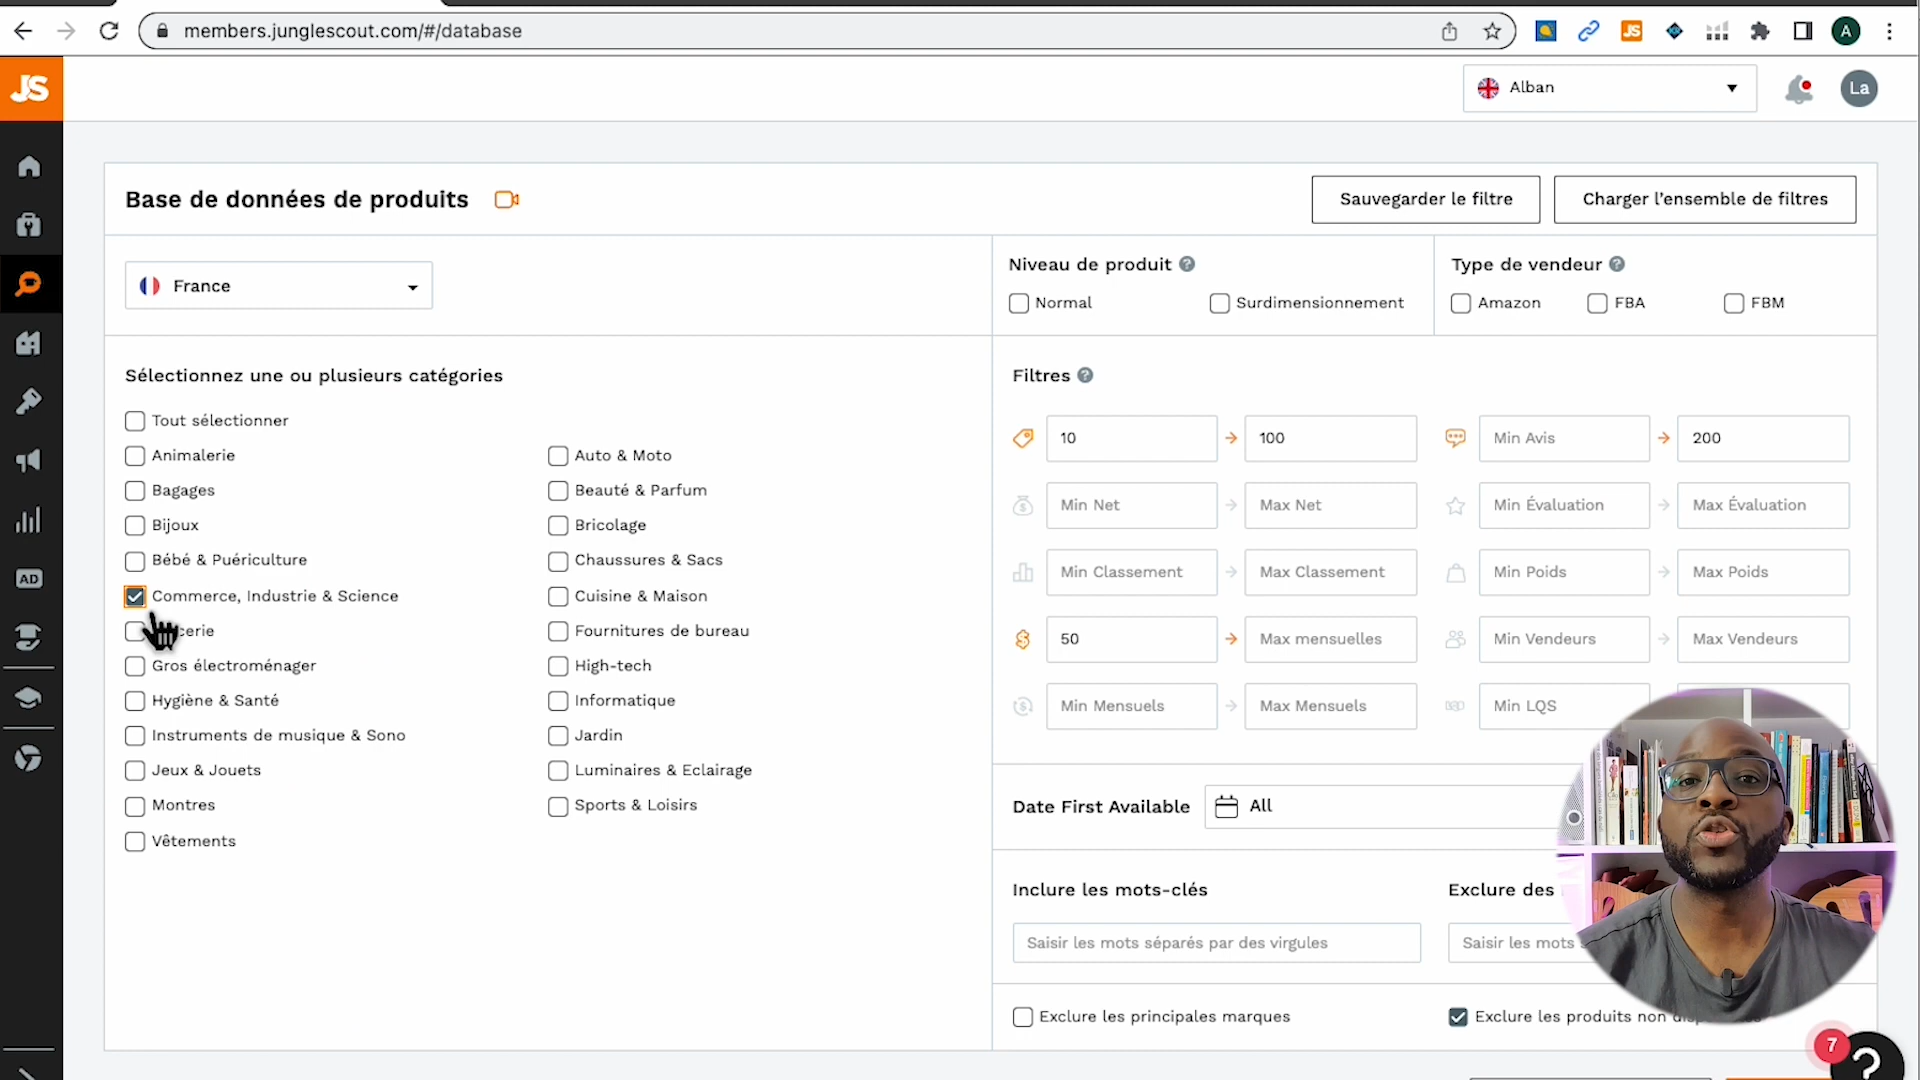 members.junglescout.com/#/database
JS
A
JS
Alban
La
Base de données de produits
Sauvegarder le filtre
Charger l'ensemble de filtres
France
Niveau de produit
Normal
Surdimensionnement
Type de vendeur
Amazon
FBA
FBM
Sélectionnez une ou plusieurs catégories
Tout sélectionner
Animalerie
Auto & Moto
Bagages
Beauté & Parfum
Bijoux
Bricolage
Bébé & Puériculture
Chaussures & Sacs
Commerce, Industrie & Science
Cuisine & Maison
cerie
Fournitures de bureau
Gros électroménager
High-tech
Hygiène & Santé
Informatique
Instruments de musique & Sono
Jardin
Jeux & Jouets
Luminaires & Eclairage
Montres
Sports & Loisirs
Vêtements
AD
Filtres
10
100
Min Avis
200
Min Net
Max Net
Min Évaluation
Max Évaluation
Min Classement
Max Classement
Min Poids
Max Poids
50
Max mensuelles
Min Vendeurs
Max Vendeurs
Min Mensuels
Max Mensuels
Min LQS
Date First Available
All
Inclure les mots-clés
Exclure des
Saisir les mots séparés par des virgules
Saisir les mots
Exclure les principales marques
Exclure les produits non
7
?